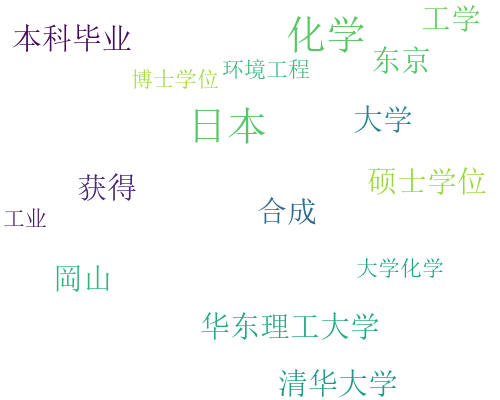 工学
化学
本科毕业
东京
环境工程
博士学位
大学
日本
硕士学位
获得
合成
工业
大学化学
冈山
华东理工大学
清华大学